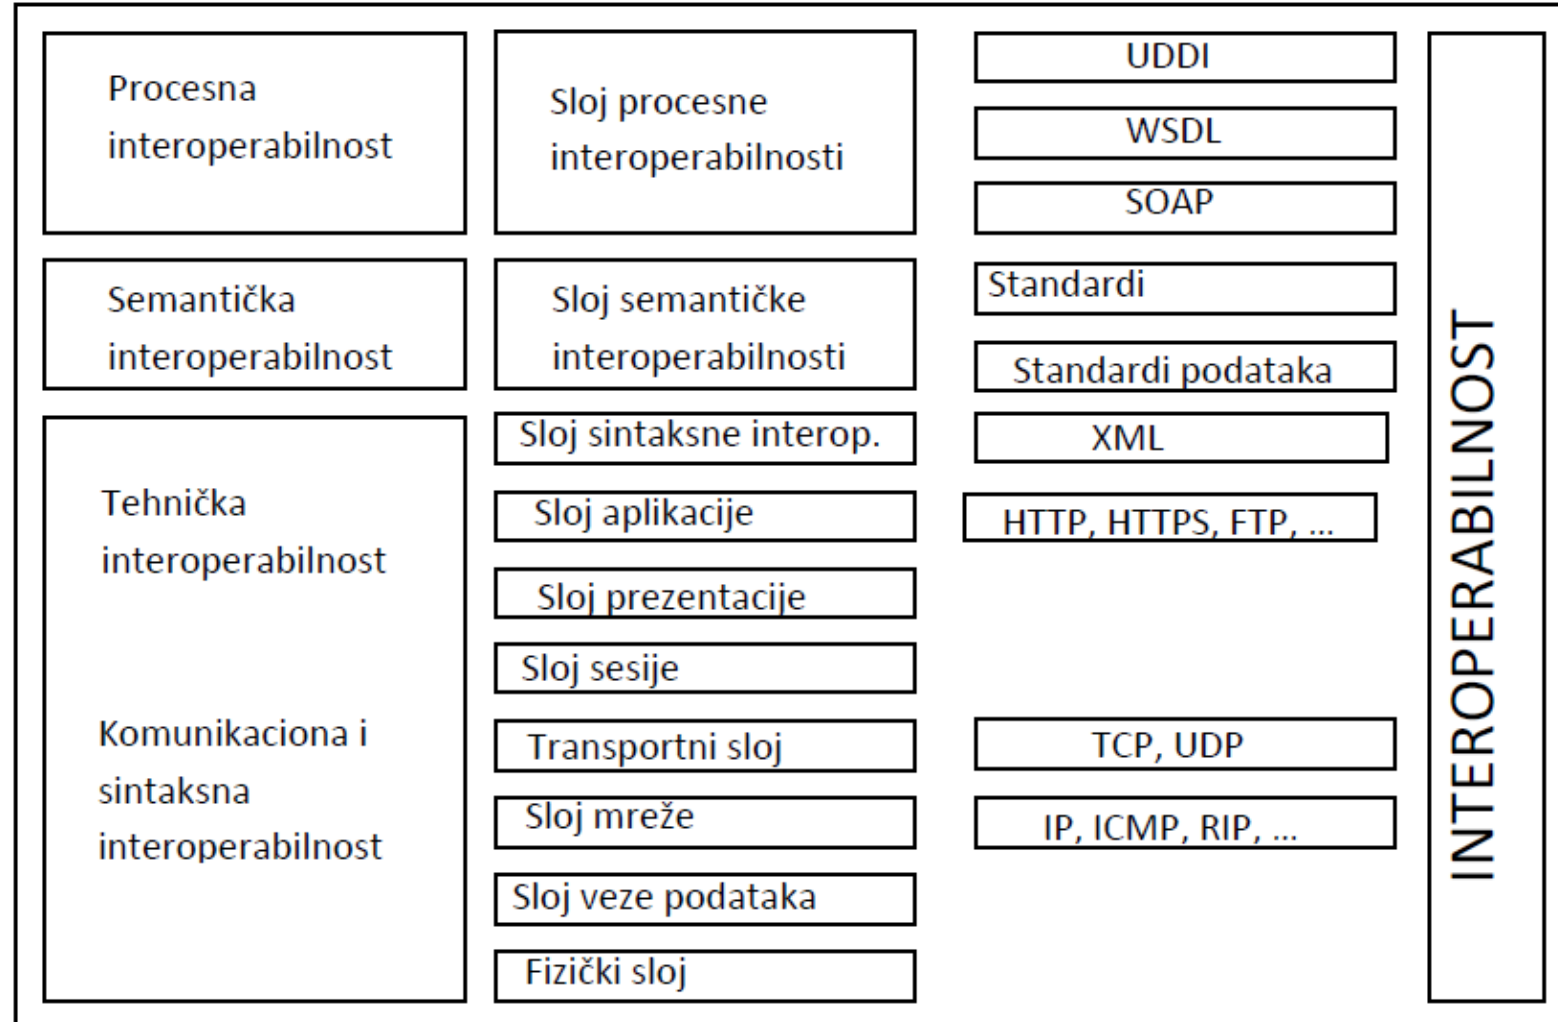 Procesna
interoperabilnost
Sloj procesne
interoperabilnosti
UDDI
WSDL
SOAP
Semantička
interoperabilnost
Sloj semantičke
interoperabilnosti
Standardi
Standardi podataka
Tehnička
interoperabilnost
Komunikaciona i
sintaksna
interoperabilnost
Sloj sintaksne interop.
XML
Sloj aplikacije
HTTP, HTTPS, FTP, ...
Sloj prezentacije
Sloj sesije
Transportni sloj
TCP, UDP
Sloj mreže
IP, ICMP, RIP, ...
Sloj veze podataka
Fizički sloj
INTEROPERABILNOST